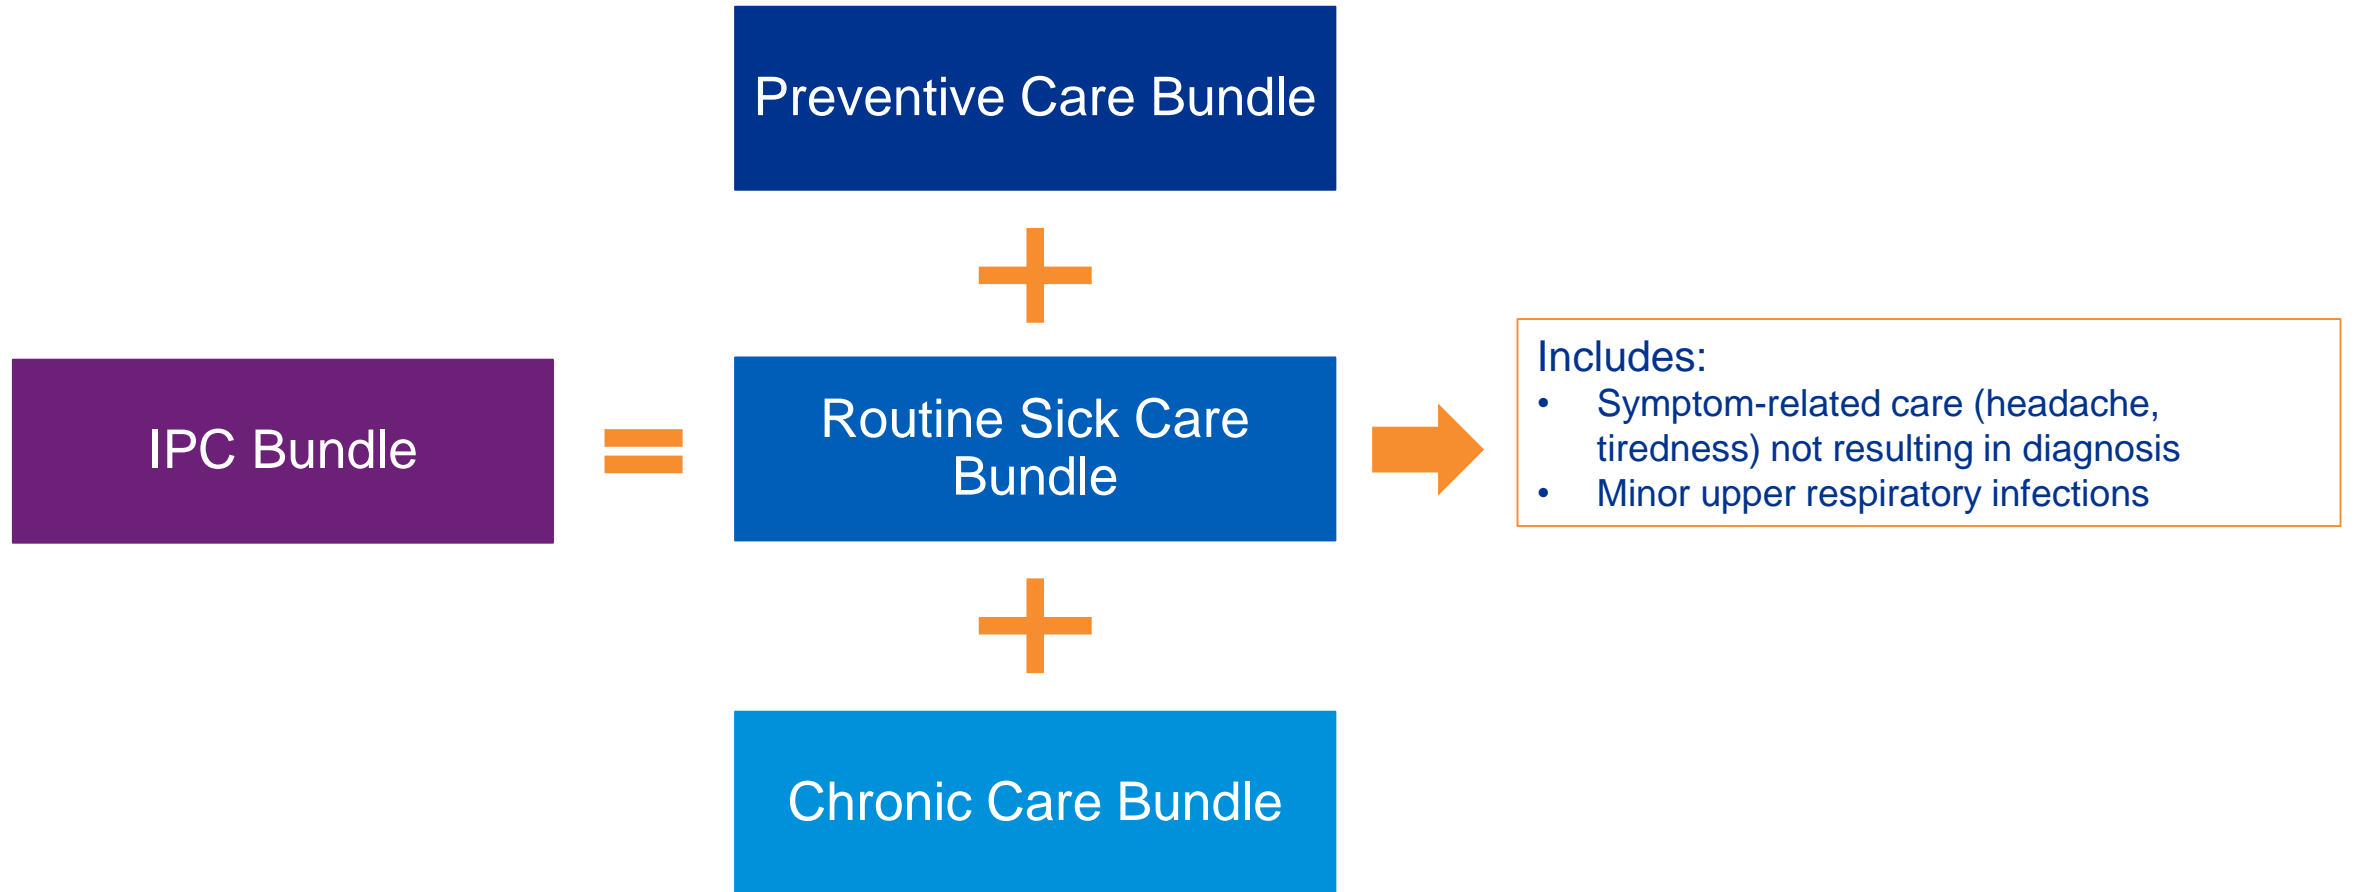 Preventive Care Bundle
IPC Bundle
Routine Sick Care
Bundle
Includes:
• Symptom-related care (headache,
tiredness) not resulting in diagnosis
• Minor upper respiratory infections
Chronic Care Bundle